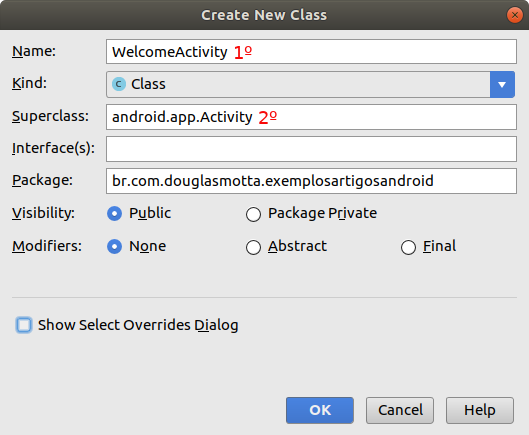 Create New Class
Name: WelcomeActivity 1º
Kind: C Class
Superclass: android.app.Activity 2º
Interface(s):
Package: br.com.douglasmotta.exemplosartigosandroid
Visibility: Public Package Private
Modifiers: None Abstract Final
Show Select Overrides Dialog
OK Cancel Help